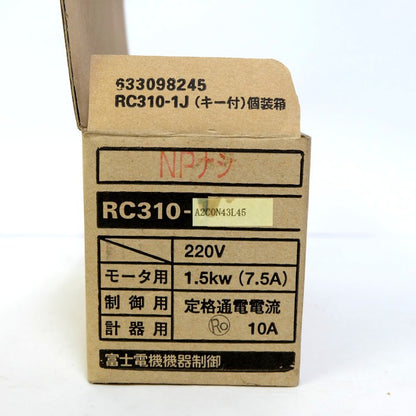 633098245
RC310-1J (キー付) 個装箱
NPナシ
RC310-A2C0N43L45
220V
モータ用 1.5kw (7.5A)
制御用 定格通電電流
計器用 Ro 10A
富士電機機器制御